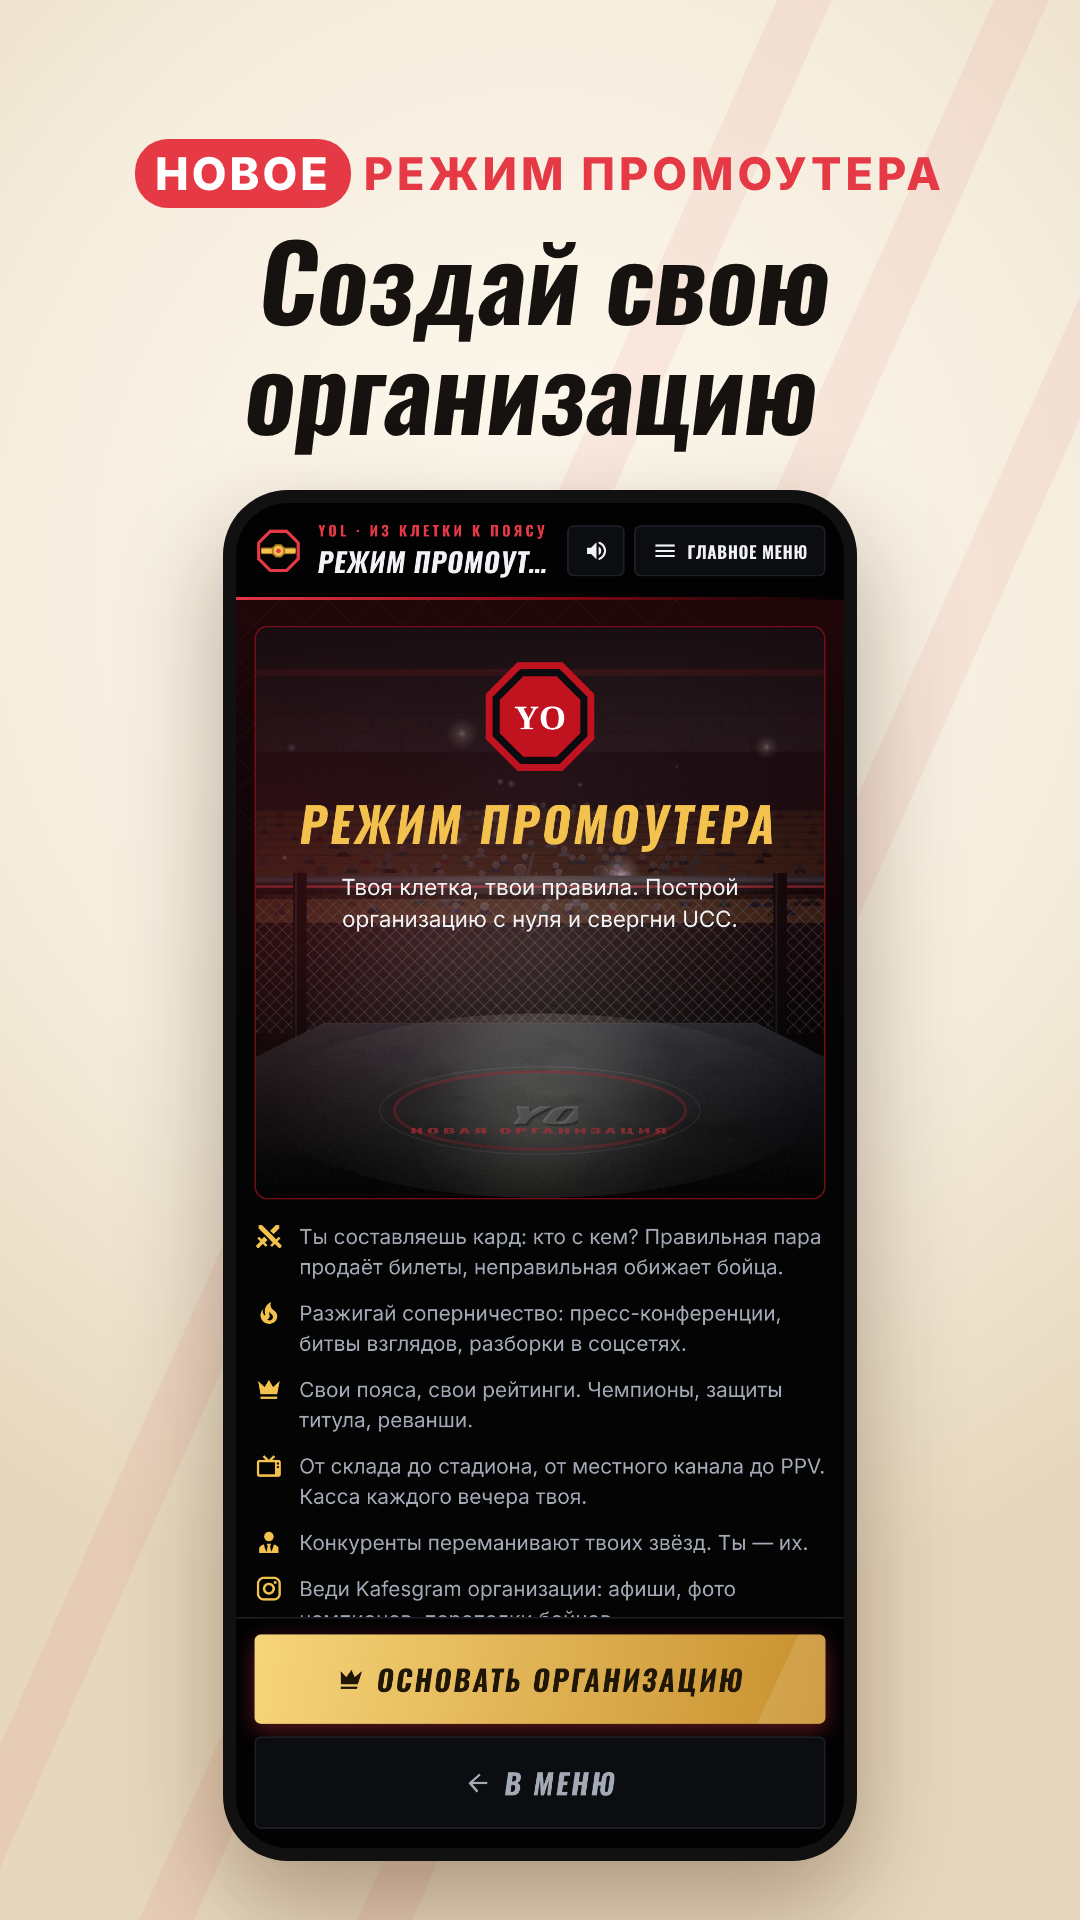 НОВОЕ РЕЖИМ ПРОМОУТЕРА
Создай свою
организацию
YOL · ИЗ КЛЕТКИ К ПОЯСУ
РЕЖИМ ПРОМОУТ...
ГЛАВНОЕ МЕНЮ
YO
РЕЖИМ ПРОМОУТЕРА
Твоя клетка, твои правила. Построй
организацию с нуля и свергни UCC.
YO
НОВАЯ ОРГАНИЗАЦИЯ
Ты составляешь кард: кто с кем? Правильная пара
продаёт билеты, неправильная обижает бойца.
Разжигай соперничество: пресс-конференции,
битвы взглядов, разборки в соцсетях.
Свои пояса, свои рейтинги. Чемпионы, защиты
титула, реванши.
От склада до стадиона, от местного канала до PPV.
Касса каждого вечера твоя.
Конкуренты переманивают твоих звёзд. Ты — их.
Веди Kafesgram организации: афиши, фото
ОСНОВАТЬ ОРГАНИЗАЦИЮ
В МЕНЮ